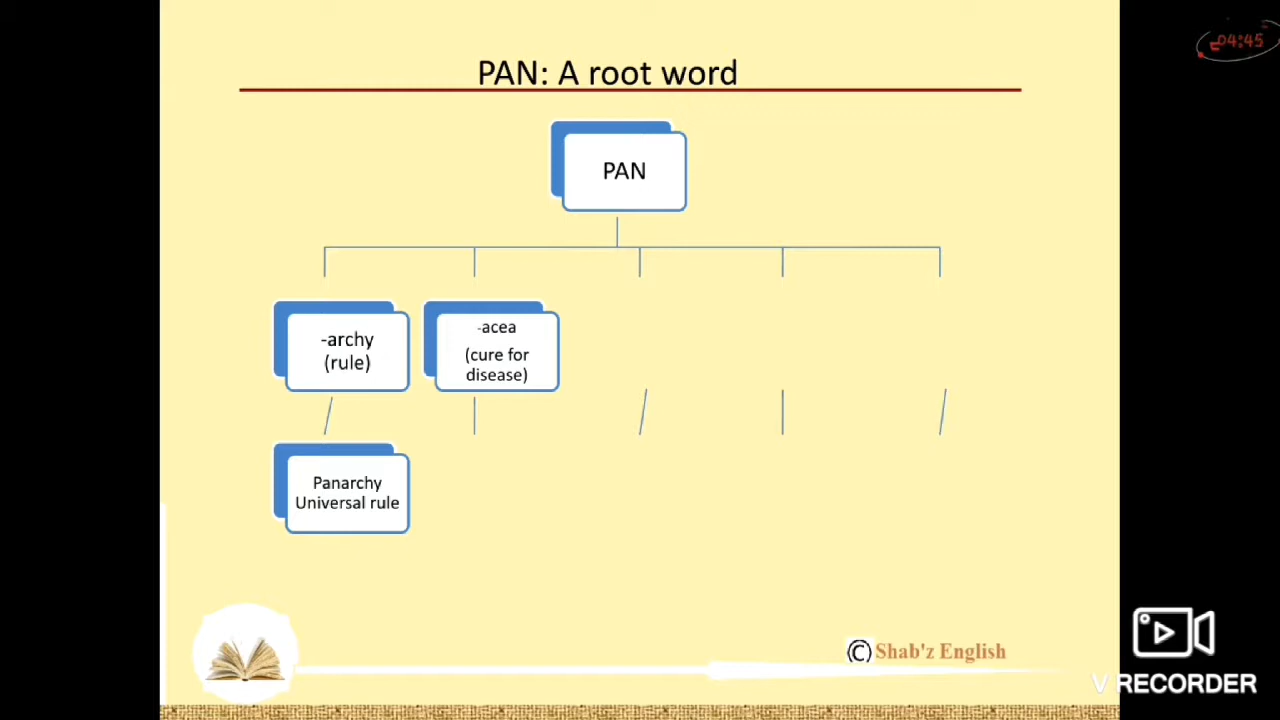 04:45
PAN: A root word
PAN
-archy
(rule)
-acea
(cure for
disease)
Panarchy
Universal rule
© Shab'z English
V RECORDER